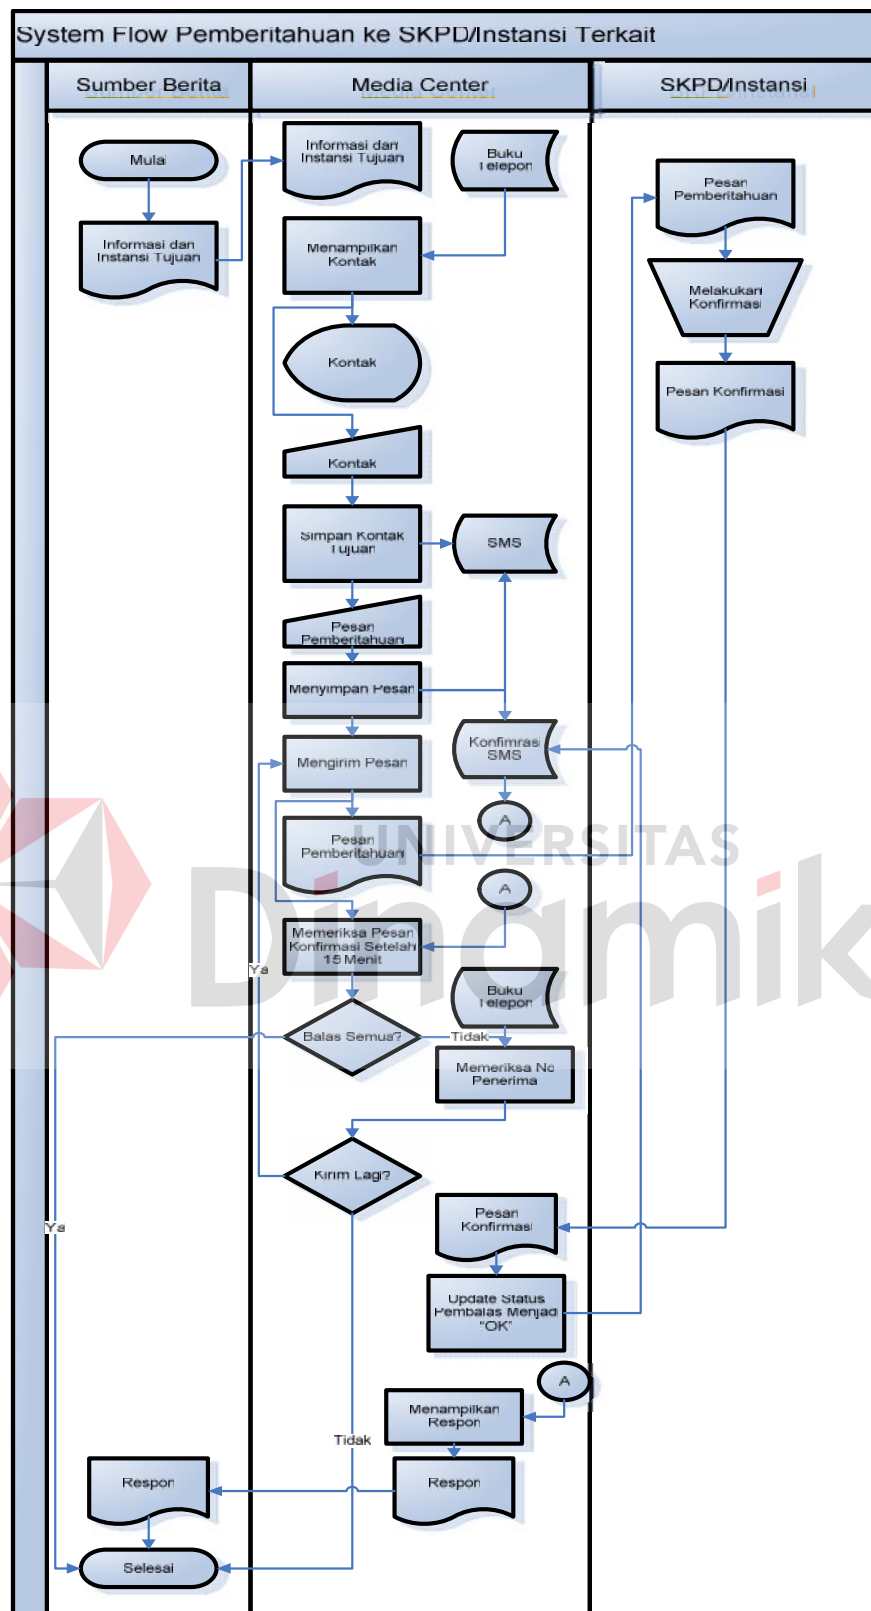 System Flow Pemberitahuan ke SKPD/Instansi Terkait
Sumber Berita
Media Center
SKPD/Instansi
Mulai
Informasi dan
Instansi Tujuan
Informasi dan
Instansi Tujuan
Buku
Telepon
Menampilkan
Kontak
Kontak
Kontak
Simpan Kontak
Tujuan
SMS
Pesan
Pemberitahuan
Menyimpan Pesan
Mengirim Pesan
Konfimrasi
SMS
A
Pesan
Pemberitahuan
A
Memeriksa Pesan
Konfirmasi Setelah
15 Menit
Ya
Buku
Telepon
Balas Semua?
Tidak
Memeriksa No
Penerima
Kirim Lagi?
Ya
Pesan
Konfirmasi
Update Status
Pembalas Menjadi
"OK"
A
Menampilkan
Respon
Tidak
Respon
Respon
Selesai
Pesan
Pemberitahuan
Melakukan
Konfirmasi
Pesan Konfirmasi
UNIVERSITAS
Dinamika